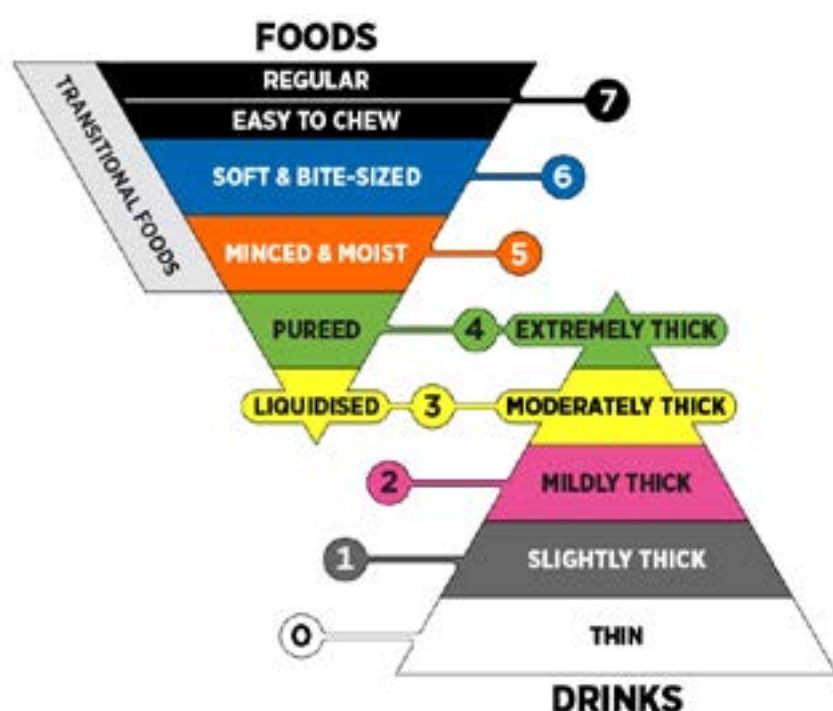 FOODS
REGULAR
7
EASY TO CHEW
TRANSITIONAL FOODS
SOFT & BITE-SIZED
6
MINCED & MOIST
5
PUREED
4
EXTREMELY THICK
LIQUIDISED
3
MODERATELY THICK
2
MILDLY THICK
1
SLIGHTLY THICK
0
THIN
DRINKS